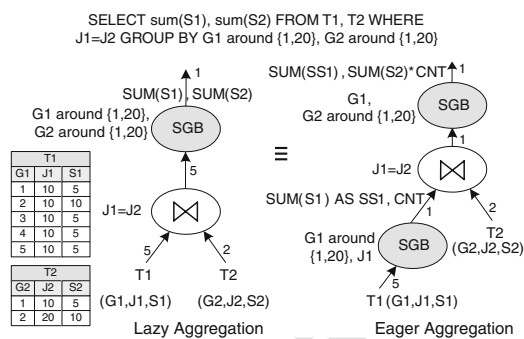 SELECT sum(S1), sum(S2) FROM T1, T2 WHERE
J1=J2 GROUP BY G1 around {1,20}, G2 around {1,20}
1
SUM(S1), SUM(S2)
G1 around {1,20},
G2 around {1,20}
SGB
5
J1=J2
5
2
T1
T2
(G1,J1,S1)
(G2,J2,S2)
Lazy Aggregation
T1
G1 J1 S1
1 10 5
2 10 10
3 10 5
4 10 5
5 10 5
T2
G2 J2 S2
1 10 5
2 20 10
≡
1
SUM(SS1), SUM(S2)*CNT
G1,
G2 around {1,20}
SGB
1
J1=J2
SUM(S1) AS SS1, CNT
1
2
T2
(G2,J2,S2)
G1 around
{1,20}, J1
SGB
5
T1(G1,J1,S1)
Eager Aggregation